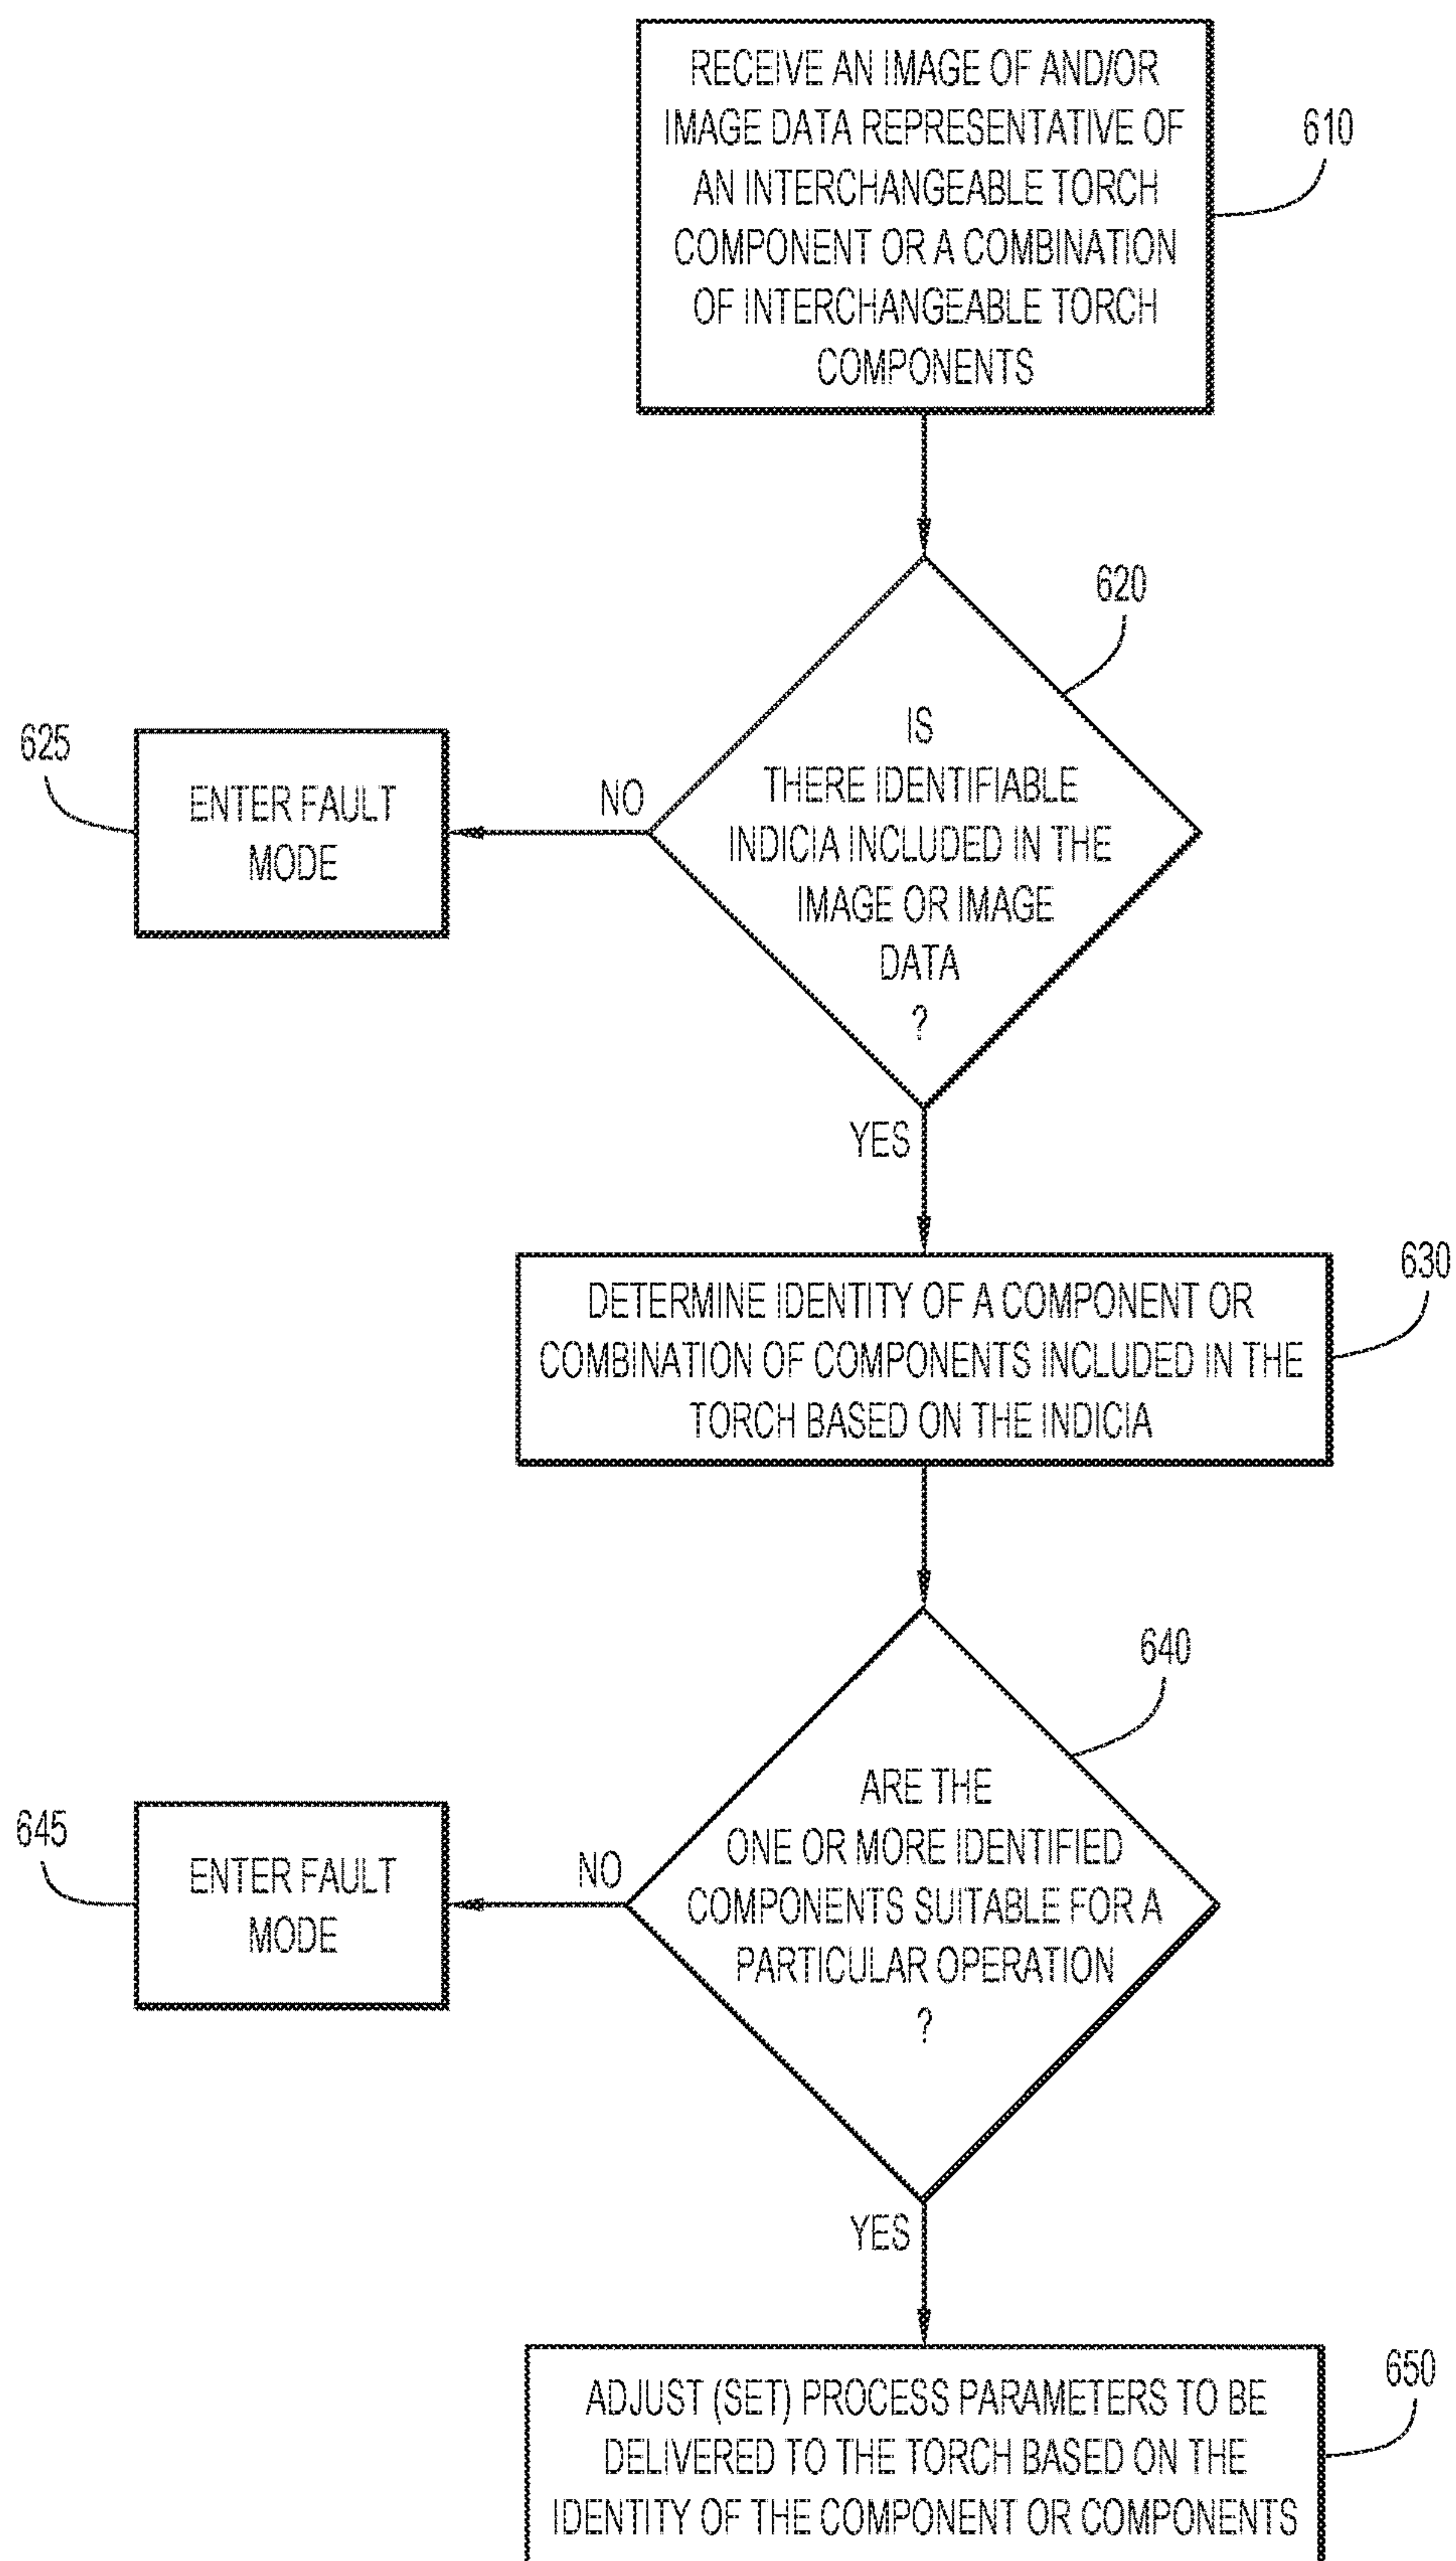 RECEIVE AN IMAGE OF AND/OR
IMAGE DATA REPRESENTATIVE OF
AN INTERCHANGEABLE TORCH
COMPONENT OR A COMBINATION
OF INTERCHANGEABLE TORCH
COMPONENTS
610
620
IS
THERE IDENTIFIABLE
INDICIA INCLUDED IN THE
IMAGE OR IMAGE
DATA
?
NO
625
ENTER FAULT
MODE
YES
630
DETERMINE IDENTITY OF A COMPONENT OR
COMBINATION OF COMPONENTS INCLUDED IN THE
TORCH BASED ON THE INDICIA
640
ARE THE
ONE OR MORE IDENTIFIED
COMPONENTS SUITABLE FOR A
PARTICULAR OPERATION
?
NO
645
ENTER FAULT
MODE
YES
650
ADJUST (SET) PROCESS PARAMETERS TO BE
DELIVERED TO THE TORCH BASED ON THE
IDENTITY OF THE COMPONENT OR COMPONENTS